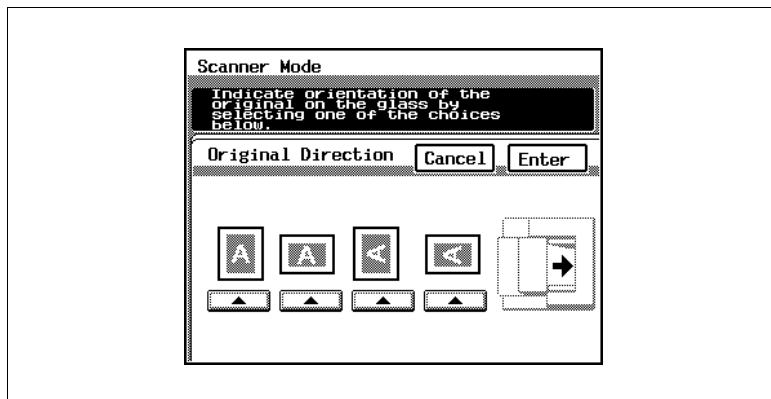 Scanner Mode
Indicate orientation of the
original on the glass by
selecting one of the choices
below.
Original Direction Cancel Enter
A A A A